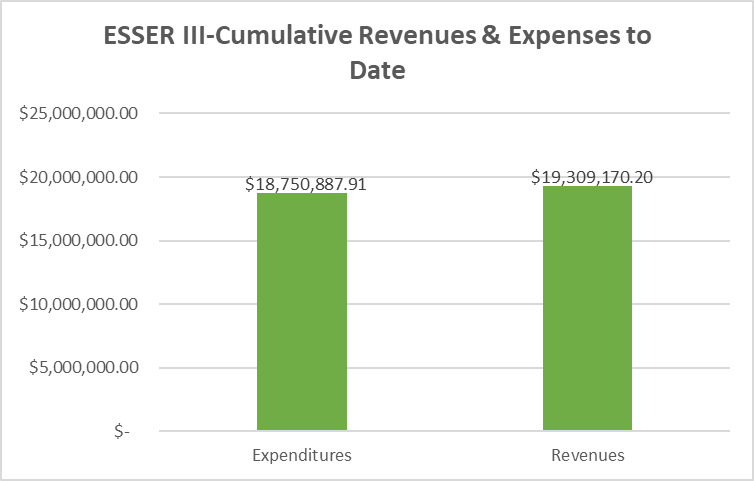 ESSER III-Cumulative Revenues & Expenses to
Date
$25,000,000.00
$20,000,000.00
$15,000,000.00
$10,000,000.00
$5,000,000.00
$-
$18,750,887.91
$19,309,170.20
Expenditures
Revenues